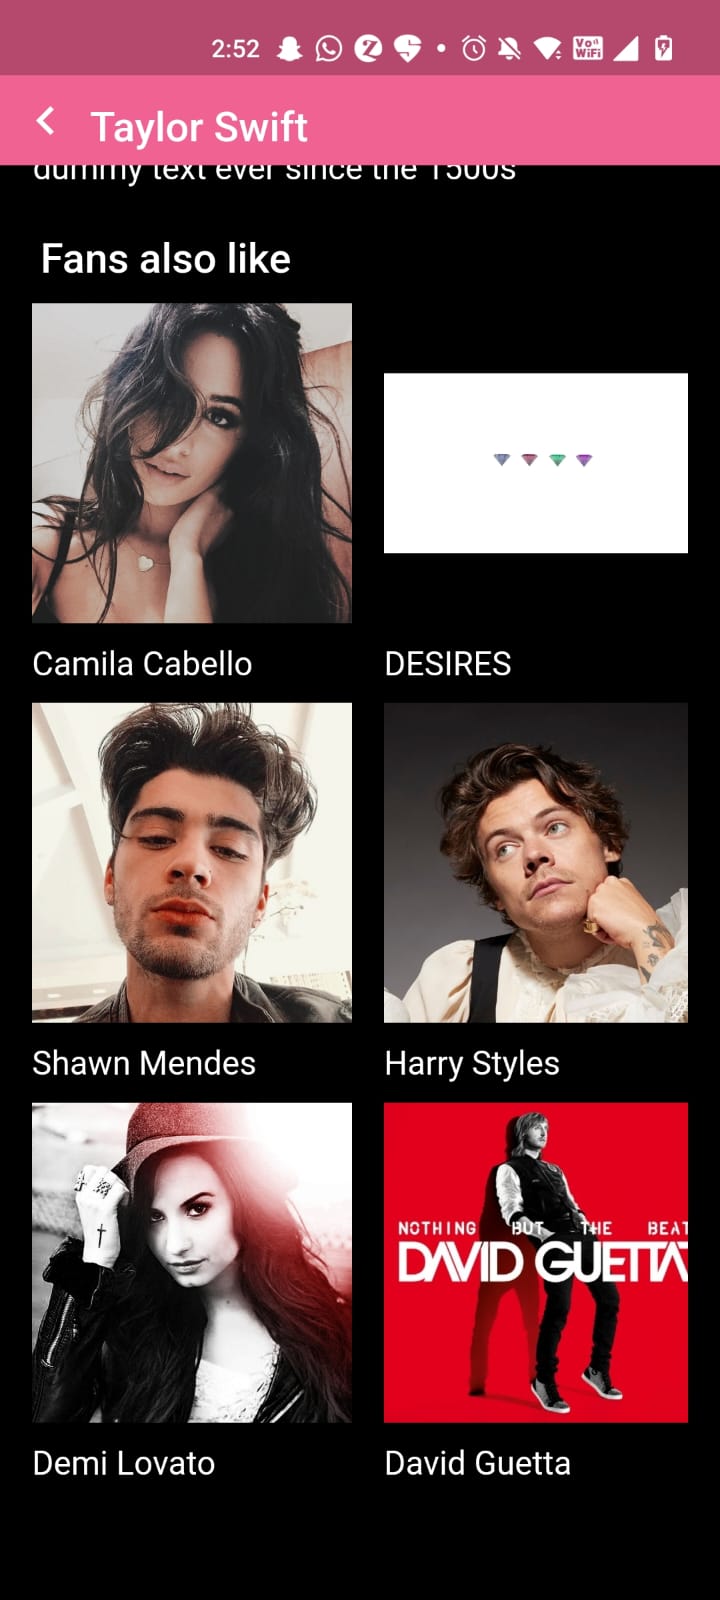 2:52
Vo
WiFi
Taylor Swift
dummy text ever since the 1500s
Fans also like
Camila Cabello
DESIRES
Shawn Mendes
Harry Styles
NOTHING BUT THE BEAT
DAVID GUETTA
Demi Lovato
David Guetta